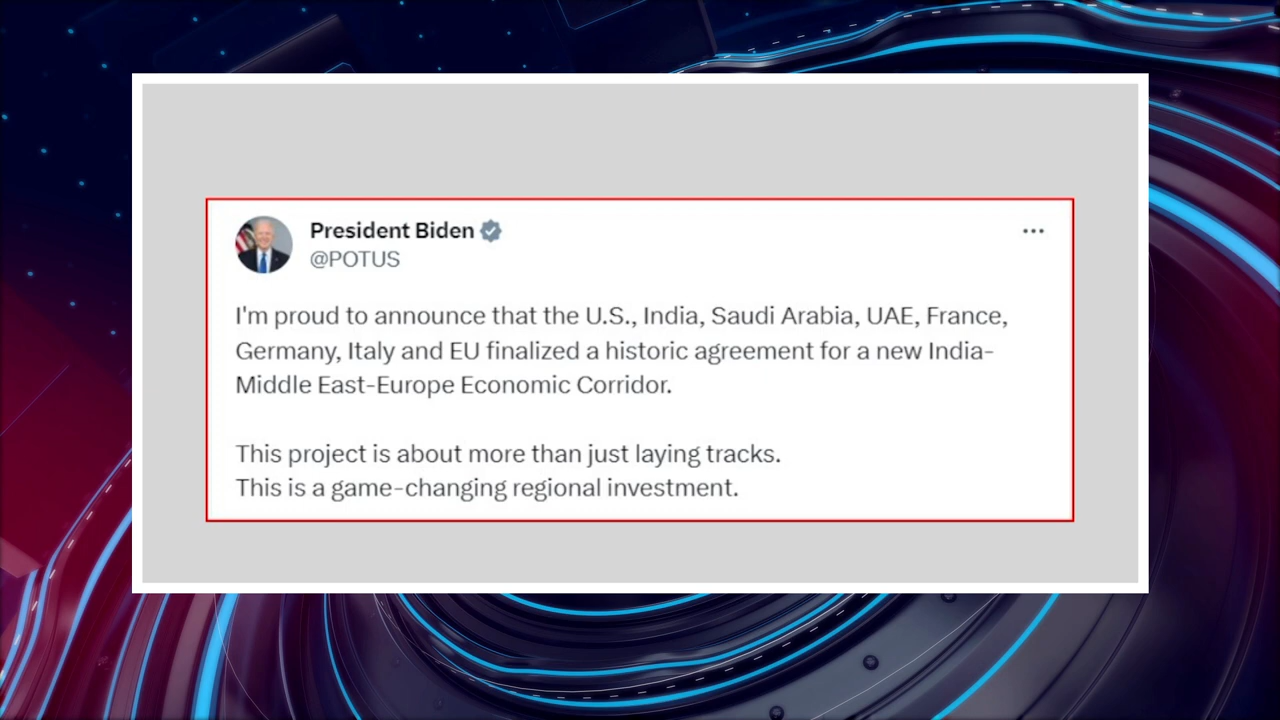 President Biden
@POTUS
I'm proud to announce that the U.S., India, Saudi Arabia, UAE, France,
Germany, Italy and EU finalized a historic agreement for a new India-
Middle East-Europe Economic Corridor.
This project is about more than just laying tracks.
This is a game-changing regional investment.